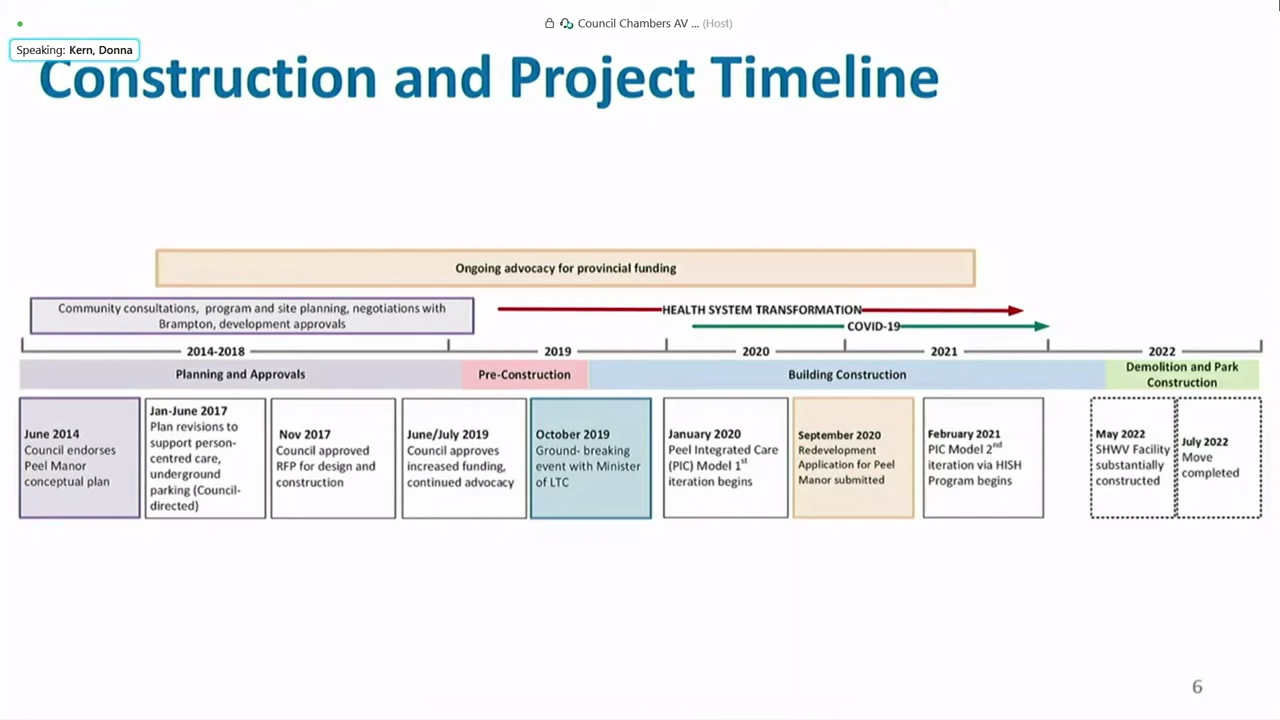 Council Chambers AV ... (Host)
Speaking: Kern, Donna
Construction and Project Timeline
Ongoing advocacy for provincial funding
Community consultations, program and site planning, negotiations with
Brampton, development approvals
HEALTH SYSTEM TRANSFORMATION
COVID-19
2014-2018
2019
2020
2021
2022
Planning and Approvals
Pre-Construction
Building Construction
Demolition and Park
Construction
June 2014
Council endorses
Peel Manor
conceptual plan
Jan-June 2017
Plan revisions to
support person-
centred care,
underground
parking (Council-
directed)
Nov 2017
Council approved
RFP for design and
construction
June/July 2019
Council approves
increased funding,
continued advocacy
October 2019
Ground- breaking
event with Minister
of LTC
January 2020
Peel Integrated Care
(PIC) Model 1st
iteration begins
September 2020
Redevelopment
Application for Peel
Manor submitted
February 2021
PIC Model 2nd
iteration via HISH
Program begins
May 2022
SHWV Facility
substantially
constructed
July 2022
Move
completed
6